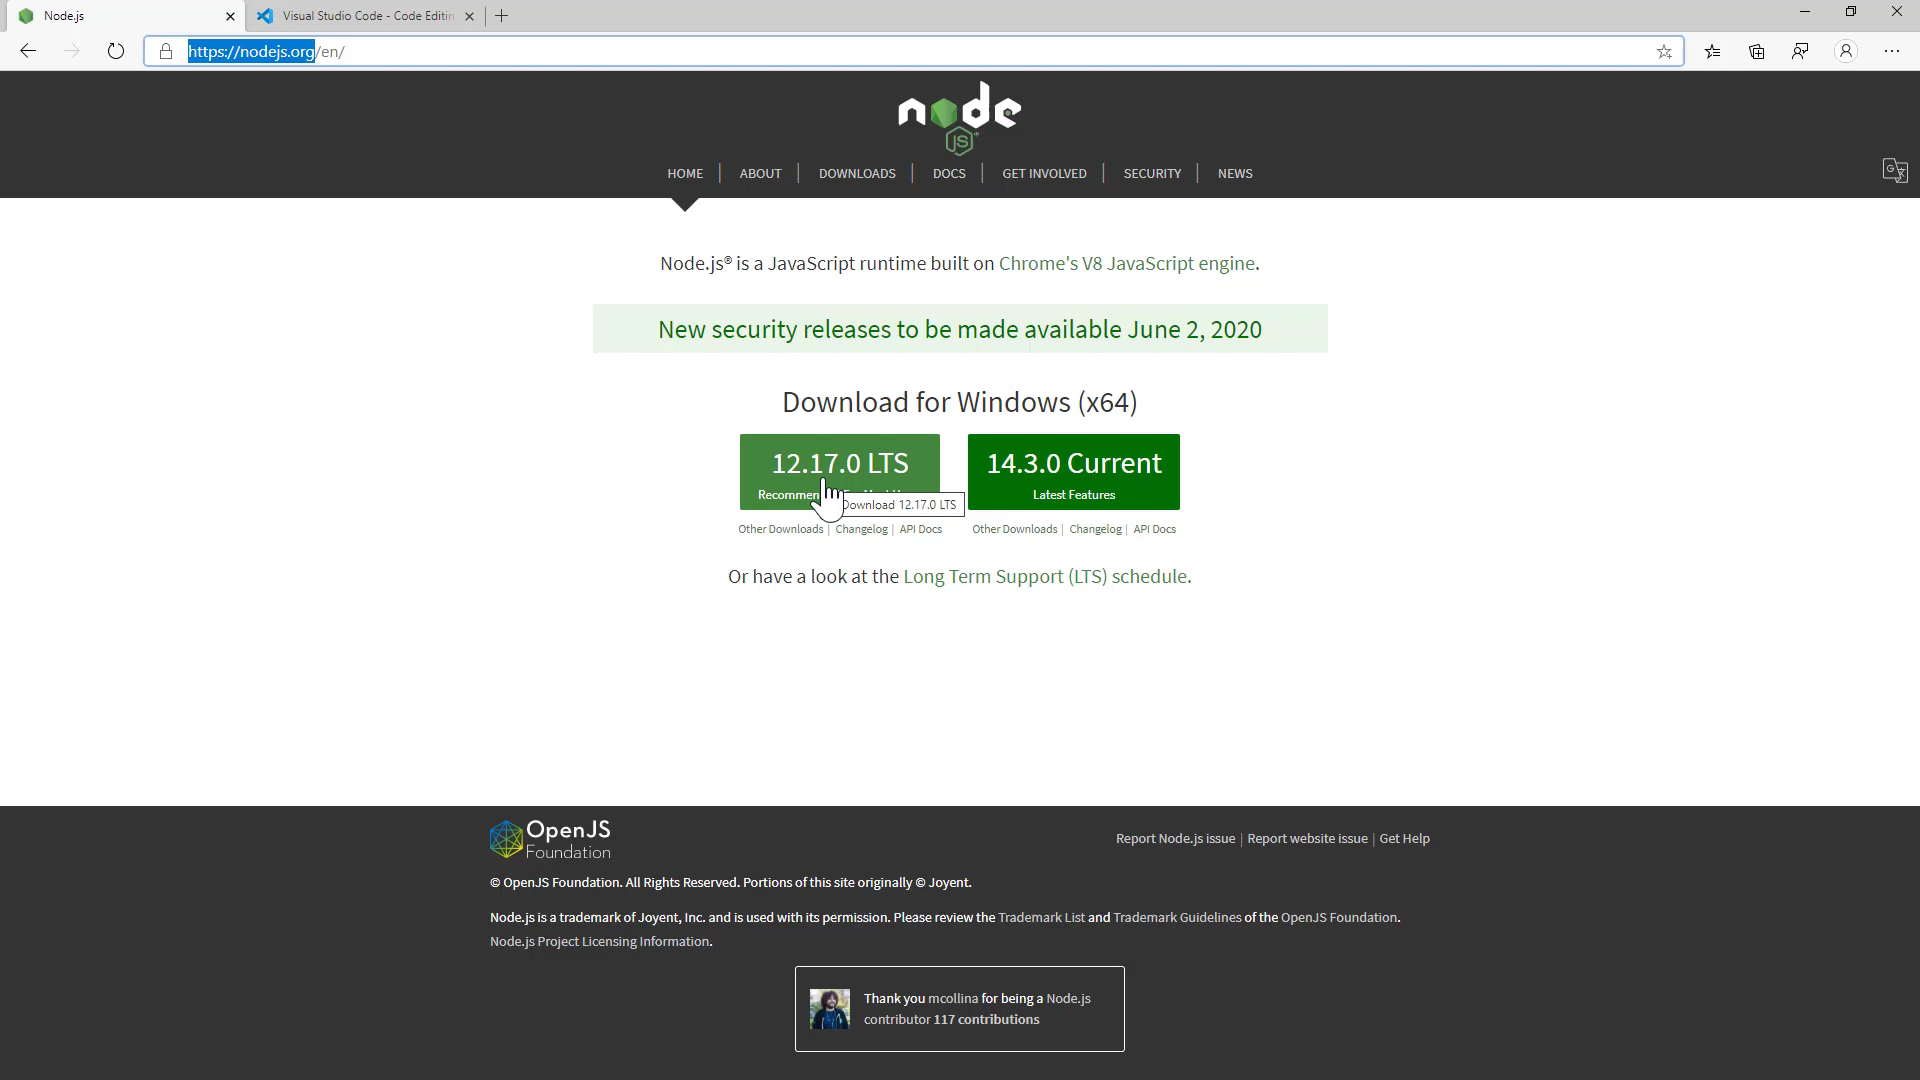 Node.js
Visual Studio Code - Code Editin
https://nodejs.org/en/
node
JS
HOME | ABOUT | DOWNLOADS | DOCS | GET INVOLVED | SECURITY | NEWS
Node.js® is a JavaScript runtime built on Chrome's V8 JavaScript engine.
New security releases to be made available June 2, 2020
Download for Windows (x64)
12.17.0 LTS
Recommen
Download 12.17.0 LTS
14.3.0 Current
Latest Features
Other Downloads | Changelog | API Docs
Other Downloads | Changelog | API Docs
Or have a look at the Long Term Support (LTS) schedule.
OpenJS
Foundation
Report Node.js issue | Report website issue | Get Help
© OpenJS Foundation. All Rights Reserved. Portions of this site originally © Joyent.
Node.js is a trademark of Joyent, Inc. and is used with its permission. Please review the Trademark List and Trademark Guidelines of the OpenJS Foundation.
Node.js Project Licensing Information.
Thank you mcollina for being a Node.js
contributor 117 contributions